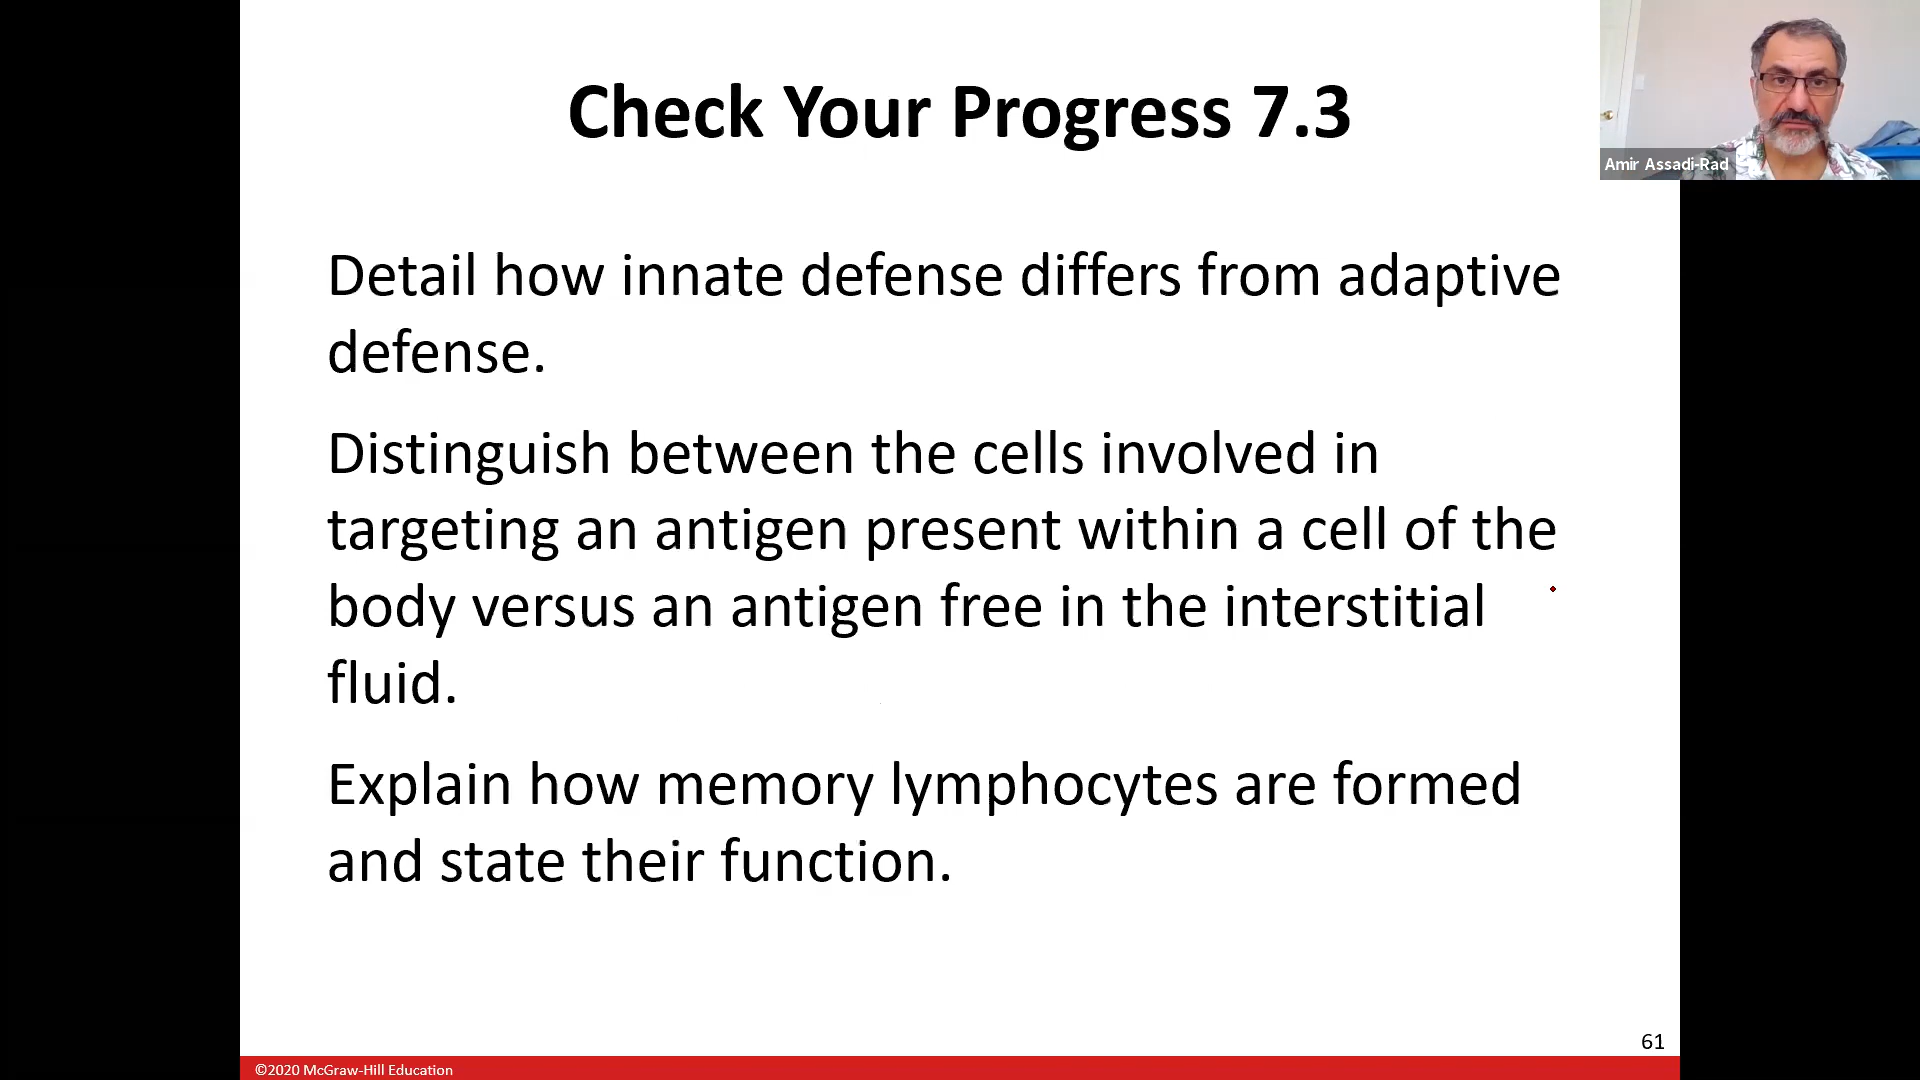 Check Your Progress 7.3
Amir Assadi-Rad
Detail how innate defense differs from adaptive
defense.
Distinguish between the cells involved in
targeting an antigen present within a cell of the
body versus an antigen free in the interstitial
fluid.
Explain how memory lymphocytes are formed
and state their function.
61
©2020 McGraw-Hill Education